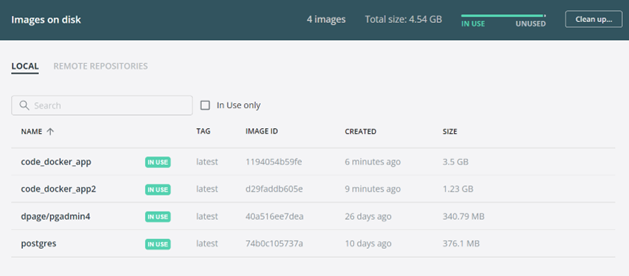 Images on disk
4 images
Total size: 4.54 GB
IN USE
UNUSED
Clean up...
LOCAL
REMOTE REPOSITORIES
Search
In Use only
NAME TAG IMAGE ID CREATED SIZE
code_docker_app IN USE latest 1194054b59fe 6 minutes ago 3.5 GB
code_docker_app2 IN USE latest d29faddb605e 9 minutes ago 1.23 GB
dpage/pgadmin4 IN USE latest 40a516ee7dea 26 days ago 340.79 MB
postgres IN USE latest 74b0c105737a 10 days ago 376.1 MB